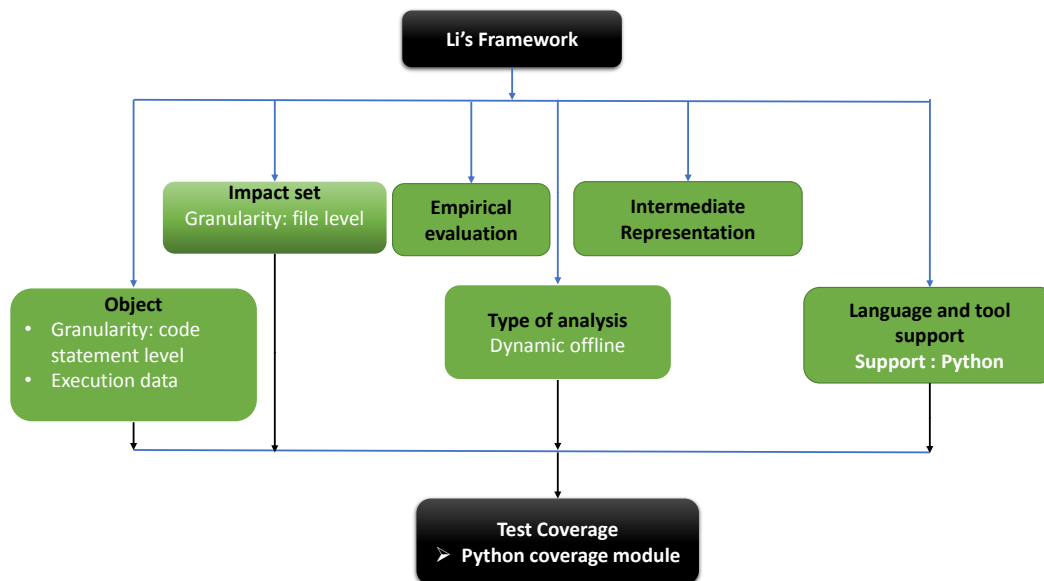 Li’s Framework
Impact set
Granularity: file level
Empirical
evaluation
Intermediate
Representation
Object
• Granularity: code
statement level
• Execution data
Type of analysis
Dynamic offline
Language and tool
support
Support : Python
Test Coverage
➢ Python coverage module